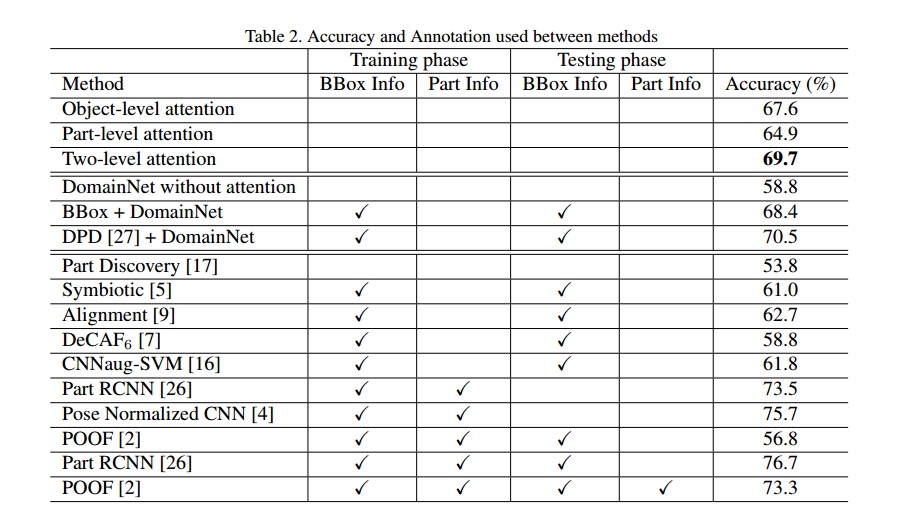 Table 2. Accuracy and Annotation used between methods
Training phase Testing phase
Method BBox Info Part Info BBox Info Part Info Accuracy (%)
Object-level attention 67.6
Part-level attention 64.9
Two-level attention 69.7
DomainNet without attention 58.8
BBox + DomainNet ✓ ✓ 68.4
DPD [27] + DomainNet ✓ ✓ 70.5
Part Discovery [17] 53.8
Symbiotic [5] ✓ ✓ 61.0
Alignment [9] ✓ ✓ 62.7
DeCAF₆ [7] ✓ ✓ 58.8
CNNaug-SVM [16] ✓ ✓ 61.8
Part RCNN [26] ✓ ✓ 73.5
Pose Normalized CNN [4] ✓ ✓ 75.7
POOF [2] ✓ ✓ ✓ 56.8
Part RCNN [26] ✓ ✓ ✓ 76.7
POOF [2] ✓ ✓ ✓ ✓ 73.3